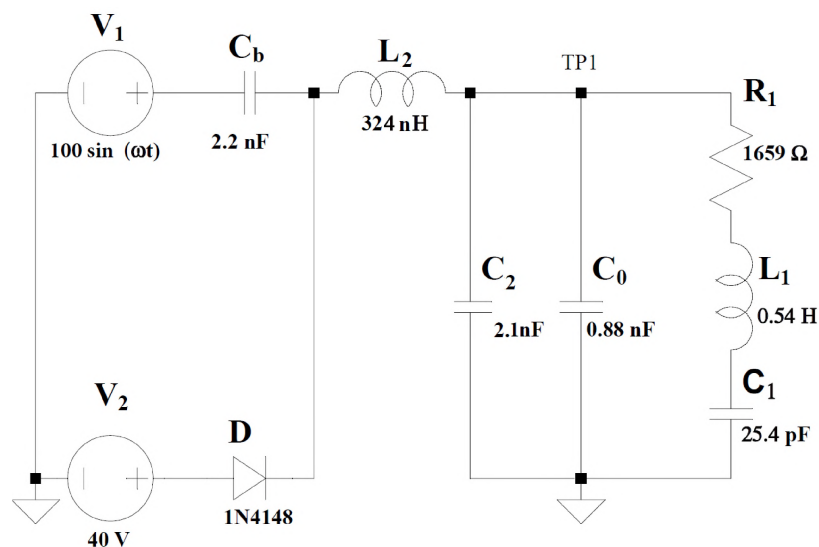 V₁
100 sin (ωt)
C_b
2.2 nF
L₂
324 nH
TP1
R₁
1659 Ω
L₁
0.54 H
C₁
25.4 pF
C₂
2.1nF
C₀
0.88 nF
V₂
40 V
D
1N4148